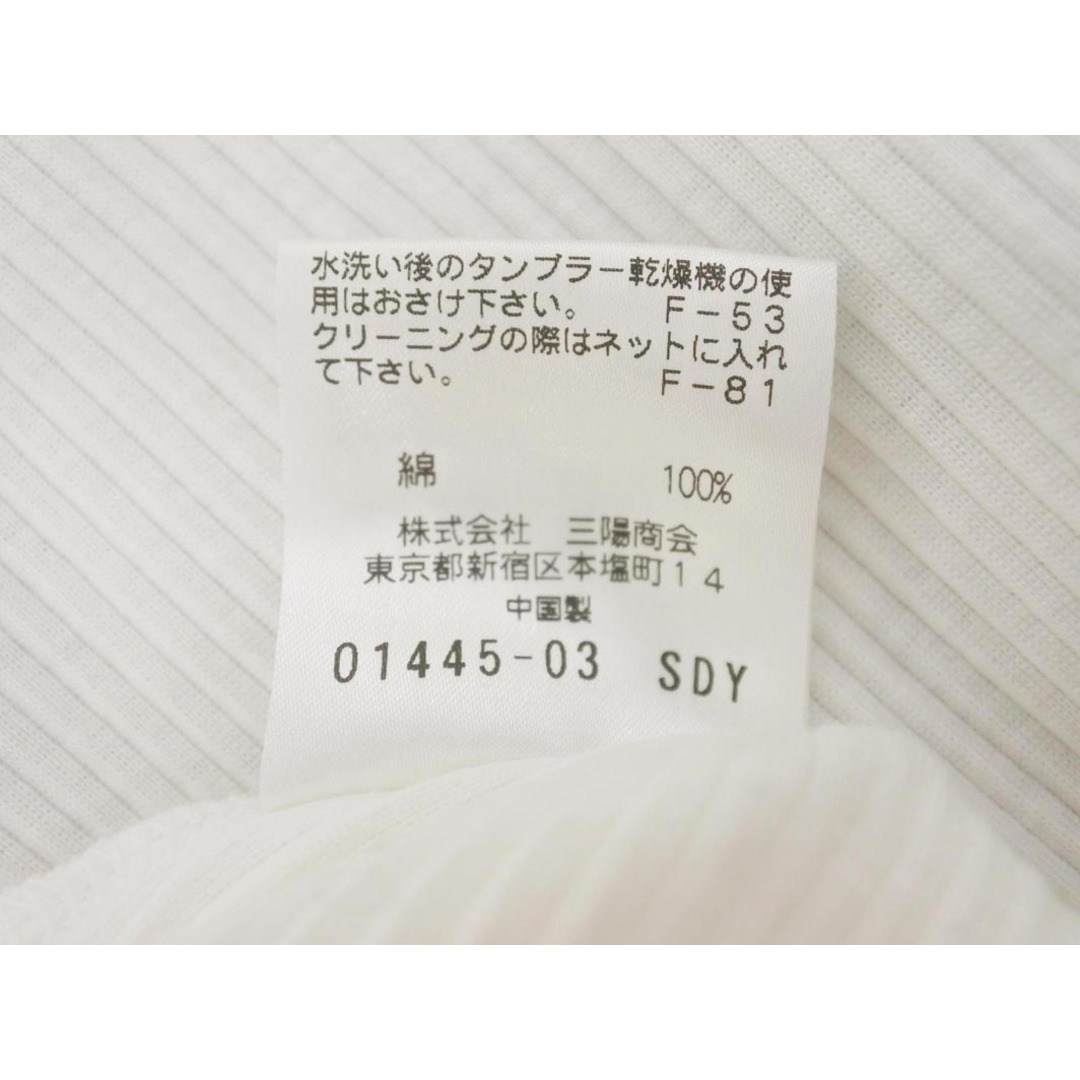 水洗い後のタンブラー乾燥機の使
用はおさけ下さい。 F-53
クリーニングの際はネットに入れ
て下さい。 F-81
綿 100%
株式会社 三陽商会
東京都新宿区本塩町14
中国製
01445-03 SDY